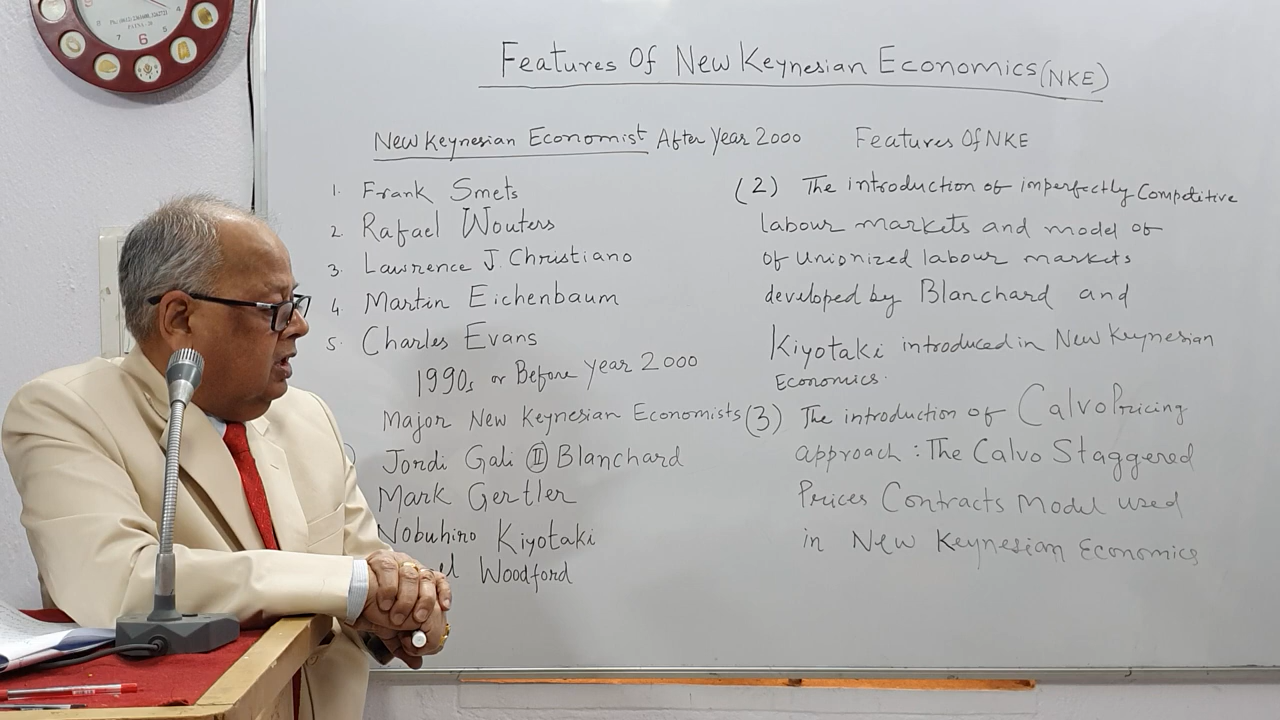 Features Of New Keynesian Economics (NKE)
New Keynesian Economist After Year 2000
1. Frank Smets
2. Rafael Wouters
3. Lawrence J. Christiano
4 Martin Eichenbaum
5. Charles Evans
1990s or Before year 2000
Major New Keynesian Economists
Jordi Gali II Blanchard
Mark Gertler
Nobuhiro Kiyotaki
Woodford
Features Of NKE
(2) The introduction of imperfectly Competitive
labour markets and model of
of Unionized labour markets
developed by Blanchard and
Kiyotaki introduced in New Keynesian
Economics.
(3) The introduction of Calvo Pricing
approach : The Calvo Staggered
Prices Contracts Model used
in New Keynesian Economics
4
5
6
7